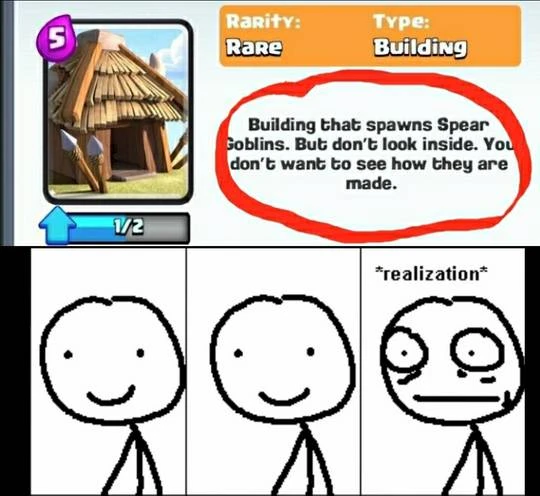 5
Rarity:
Type:
Rare
Building
Building that spawns Spear
Goblins. But don't look inside. You
don't want to see how they are
made.
1/2
*realization*